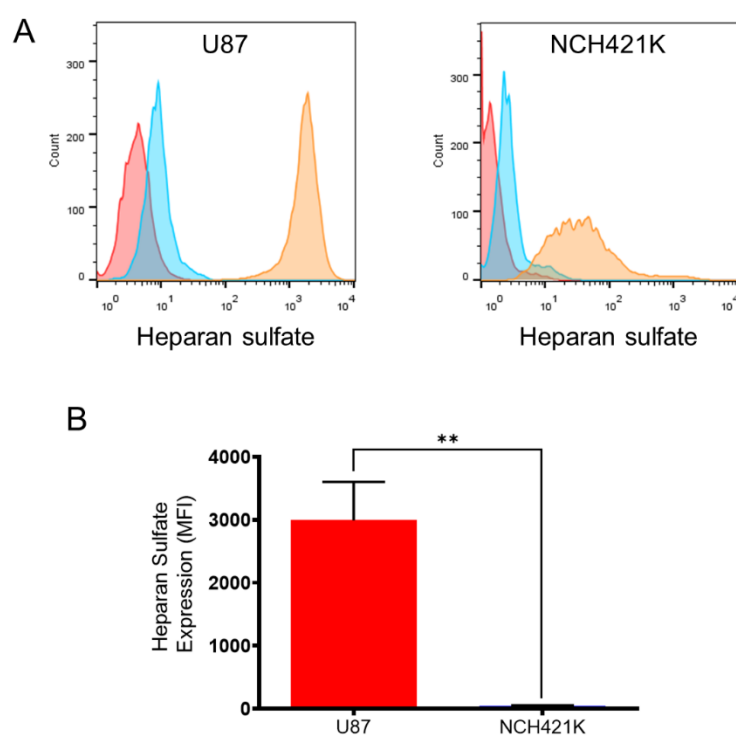 A
U87
NCH421K
Count
300
200
100
0
10⁰
10¹
10²
10³
10⁴
Heparan sulfate
Count
300
200
100
0
10⁰
10¹
10²
10³
10⁴
Heparan sulfate
B
**
Heparan Sulfate
Expression (MFI)
4000
3000
2000
1000
0
U87
NCH421K